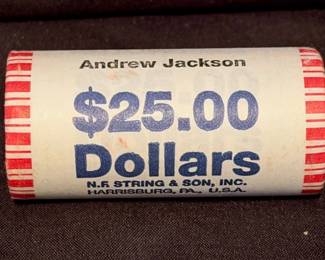 Andrew Jackson
$25.00
Dollars
N.F. STRING & SON, INC.
HARRISBURG, PA., U.S.A.